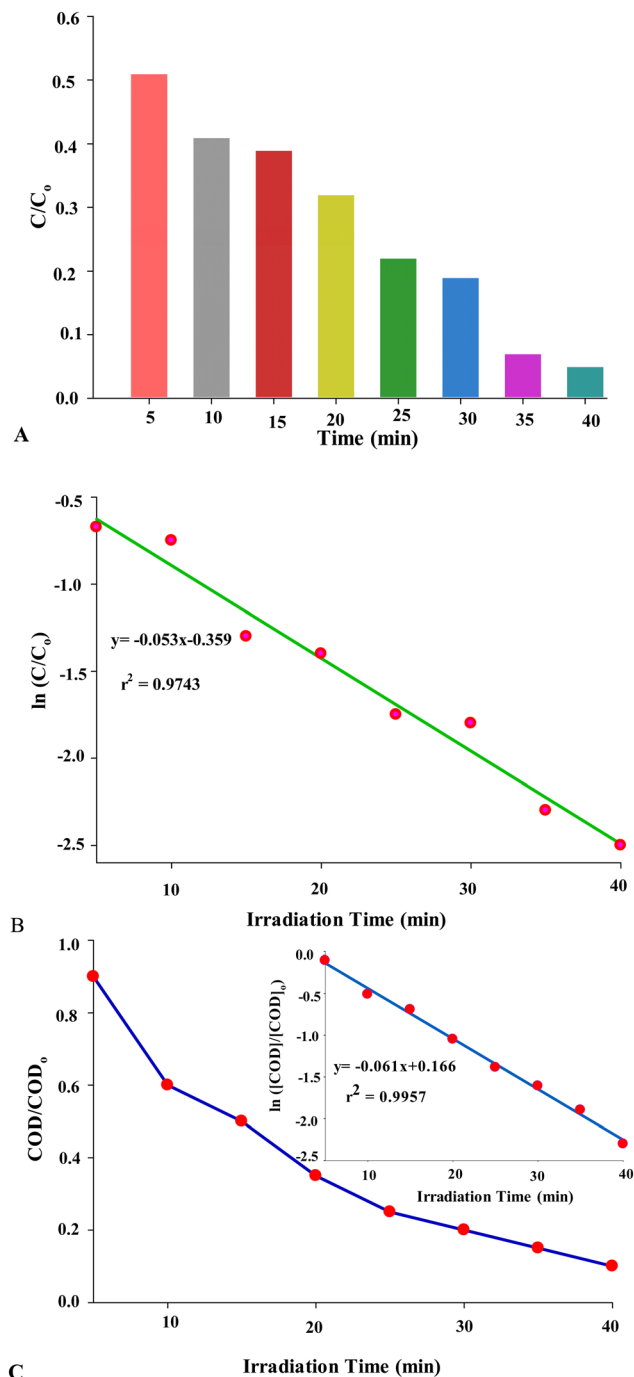 0.6
0.5
0.4
0.3
0.2
0.1
0.0
C/Co
5 10 15 20 25 30 35 40
Time (min)
A
-0.5
-1.0
-1.5
-2.0
-2.5
ln (C/Co)
y= -0.053x-0.359
r² = 0.9743
10 20 30 40
Irradiation Time (min)
B
1.0
0.8
0.6
0.4
0.2
0.0
COD/CODo
0.0
-0.5
-1.0
-1.5
-2.0
-2.5
ln ([COD]/[COD]o)
y= -0.061x+0.166
r² = 0.9957
10 20 30 40
Irradiation Time (min)
10 20 30 40
Irradiation Time (min)
C